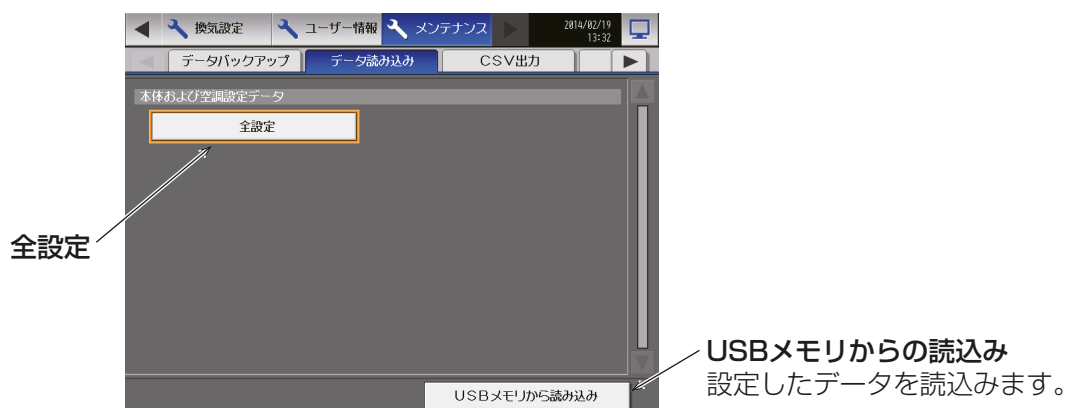 換気設定 ユーザー情報 メンテナンス 2014/02/19
13:32
データバックアップ データ読み込み CSV出力
本体および空調設定データ
全設定
全設定
USBメモリからの読込み
設定したデータを読込みます。
USBメモリから読み込み